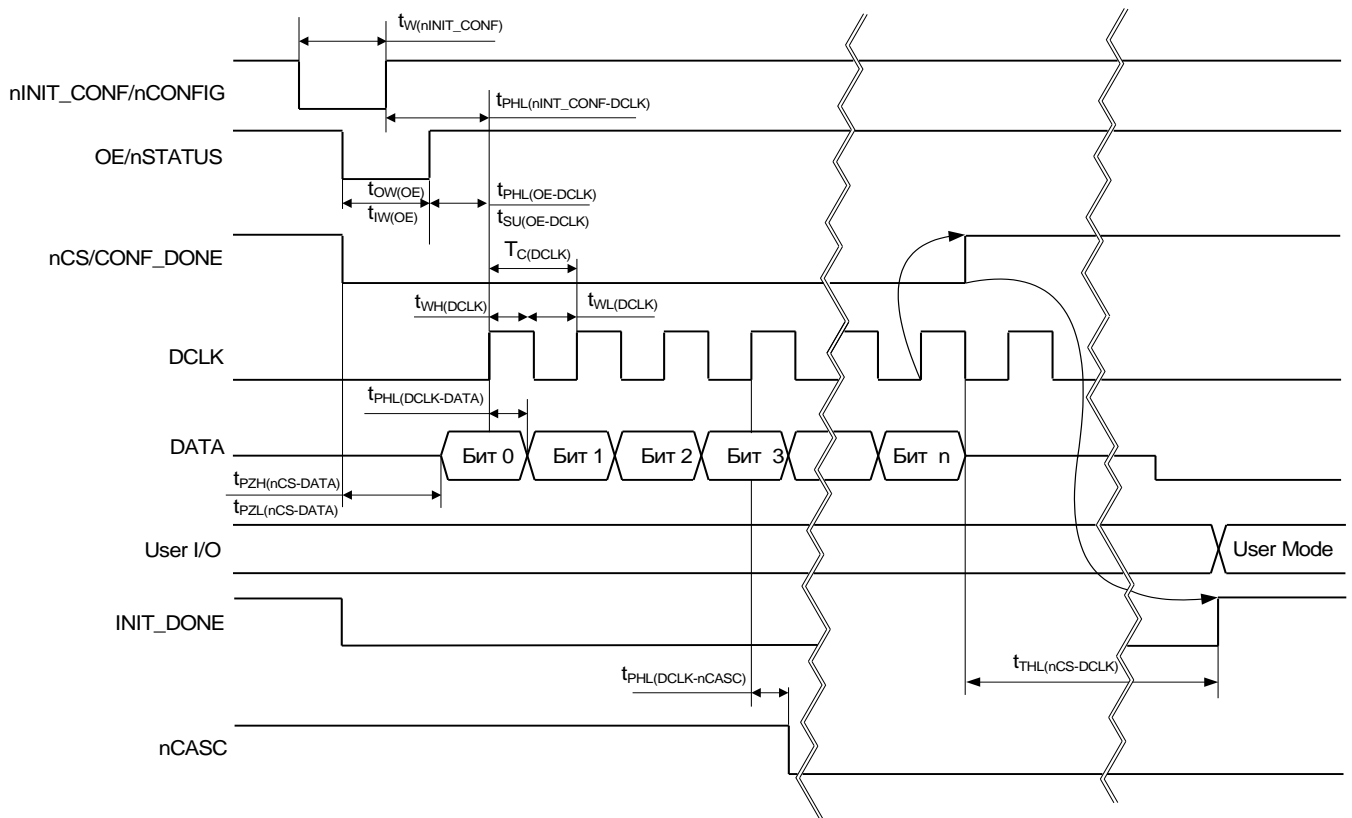 tW(nINIT_CONF)
nINIT_CONF/nCONFIG
tPHL(nINT_CONF-DCLK)
OE/nSTATUS
tOW(OE)
tIW(OE)
tPHL(OE-DCLK)
tSU(OE-DCLK)
nCS/CONF_DONE
TC(DCLK)
tWH(DCLK)
tWL(DCLK)
DCLK
tPHL(DCLK-DATA)
DATA
Бит 0
Бит 1
Бит 2
Бит 3
Бит n
tPZH(nCS-DATA)
tPZL(nCS-DATA)
User I/O
User Mode
INIT_DONE
tPHL(DCLK-nCASC)
tTHL(nCS-DCLK)
nCASC